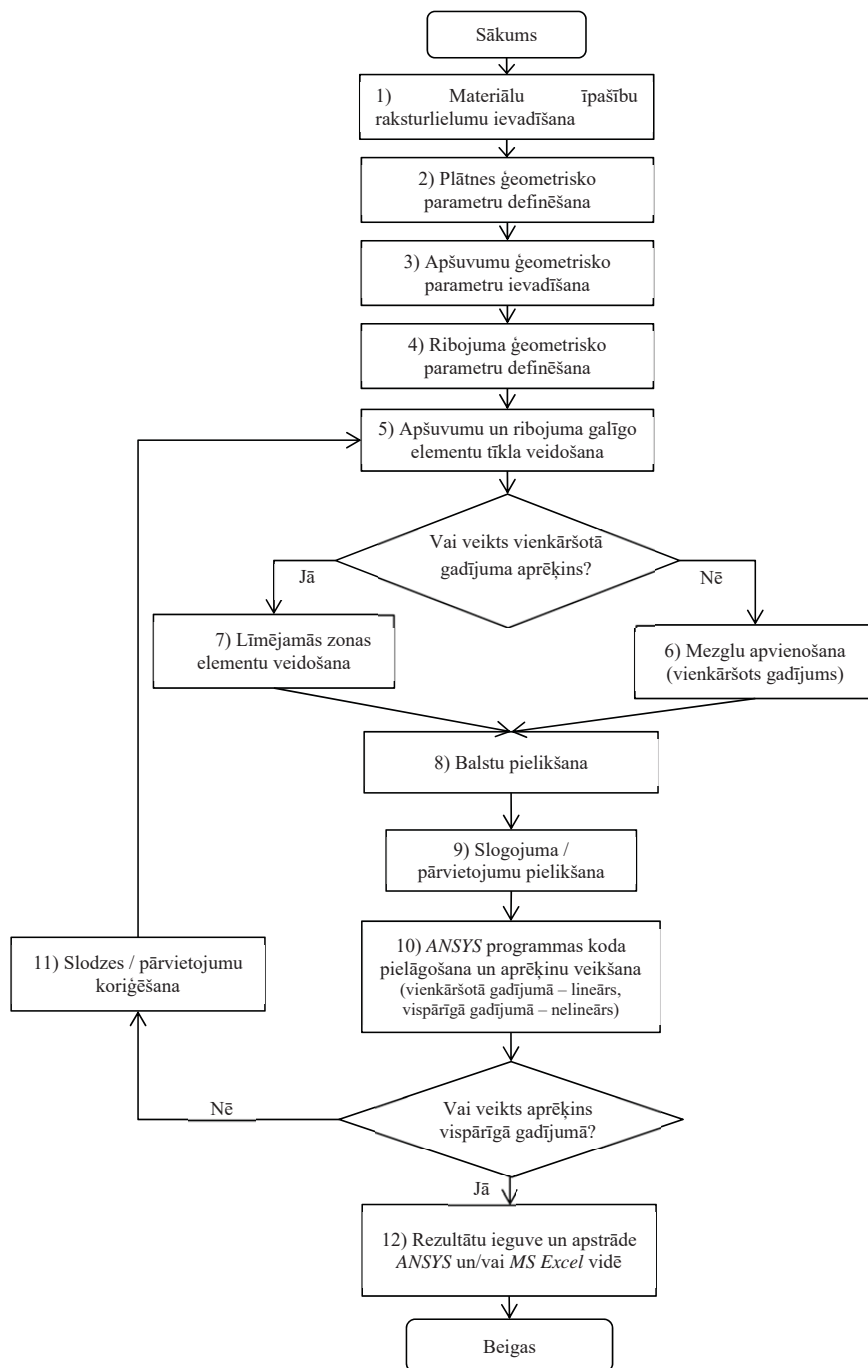 Sākums
1) Materiālu īpašību
raksturlielumu ievadīšana
2) Plātnes ģeometrisko
parametru definēšana
3) Apšuvumu ģeometrisko
parametru ievadīšana
4) Ribojuma ģeometrisko
parametru definēšana
5) Apšuvumu un ribojuma galīgo
elementu tīkla veidošana
Vai veikts vienkāršotā
gadījuma aprēķins?
Jā
Nē
7) Līmējamās zonas
elementu veidošana
6) Mezglu apvienošana
(vienkāršots gadījums)
8) Balstu pielikšana
9) Slogojuma /
pārvietojumu pielikšana
10) ANSYS programmas koda
pielāgošana un aprēķinu veikšana
(vienkāršotā gadījumā – lineārs,
vispārīgā gadījumā – nelineārs)
11) Slodzes / pārvietojumu
koriģēšana
Vai veikts aprēķins
vispārīgā gadījumā?
Nē
Jā
12) Rezultātu ieguve un apstrāde
ANSYS un/vai MS Excel vidē
Beigas